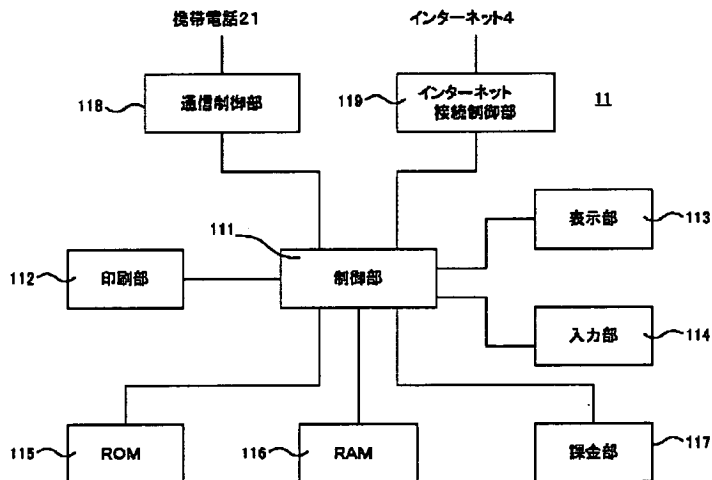 携帯電話21
インターネット4
118
通信制御部
119
インターネット
接続制御部
11
111
制御部
表示部
113
112
印刷部
入力部
114
115
ROM
116
RAM
課金部
117